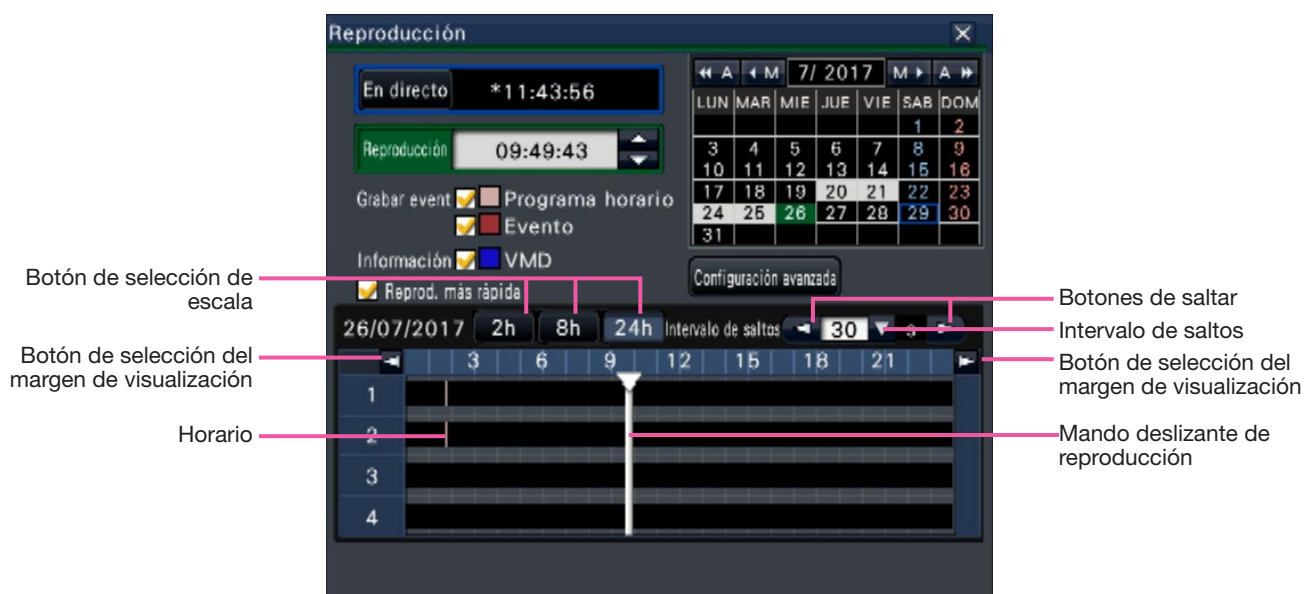 Reproducción
En directo *11:43:56
Reproducción 09:49:43
Grabar event Programa horario
Evento
Información VMD
Reprod. más rápida
A M 7/ 2017 M A
LUN MAR MIE JUE VIE SAB DOM
1 2
3 4 5 6 7 8 9
10 11 12 13 14 15 16
17 18 19 20 21 22 23
24 25 26 27 28 29 30
31
Configuración avanzada
26/07/2017 2h 8h 24h Intervalo de saltos 30 s
3 6 9 12 15 18 21
1
2
3
4
Botón de selección de
escala
Botón de selección del
margen de visualización
Horario
Botones de saltar
Intervalo de saltos
Botón de selección del
margen de visualización
Mando deslizante de
reproducción